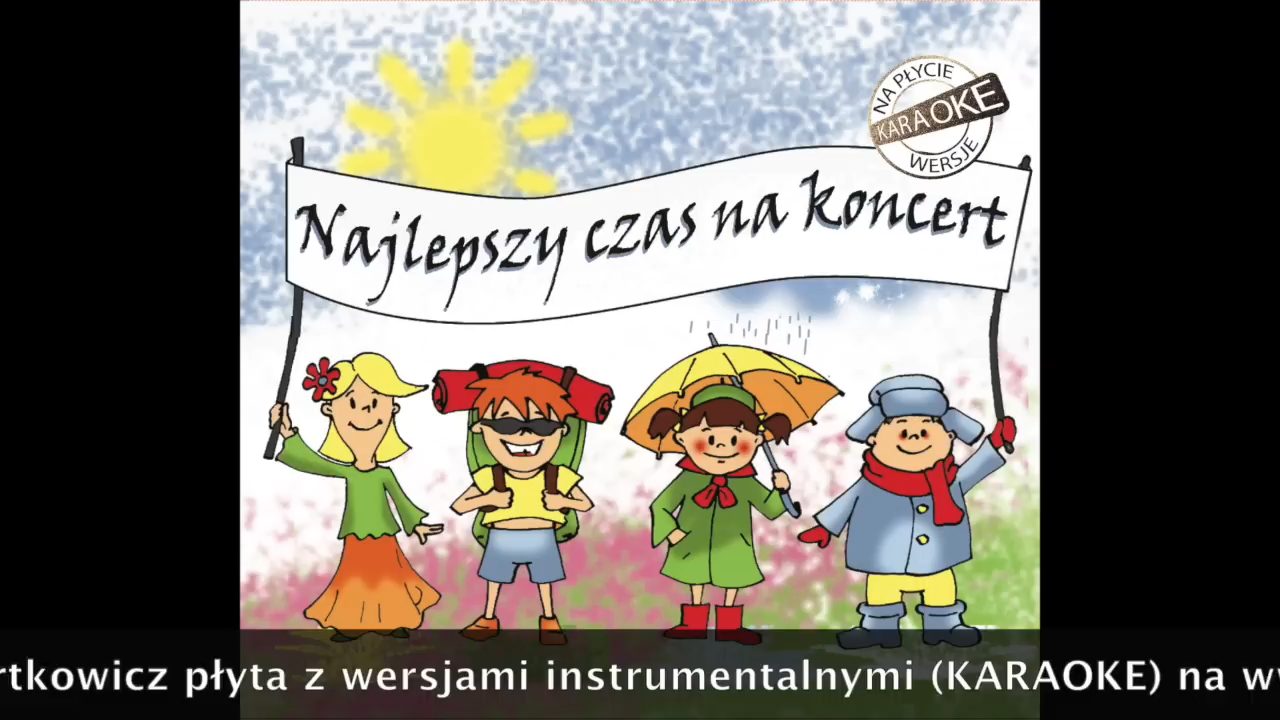 NA PŁYCIE
KARAOKE
WERSJE
Najlepszy czas na koncert
rtkowicz płyta z wersjami instrumentalnymi (KARAOKE) na w